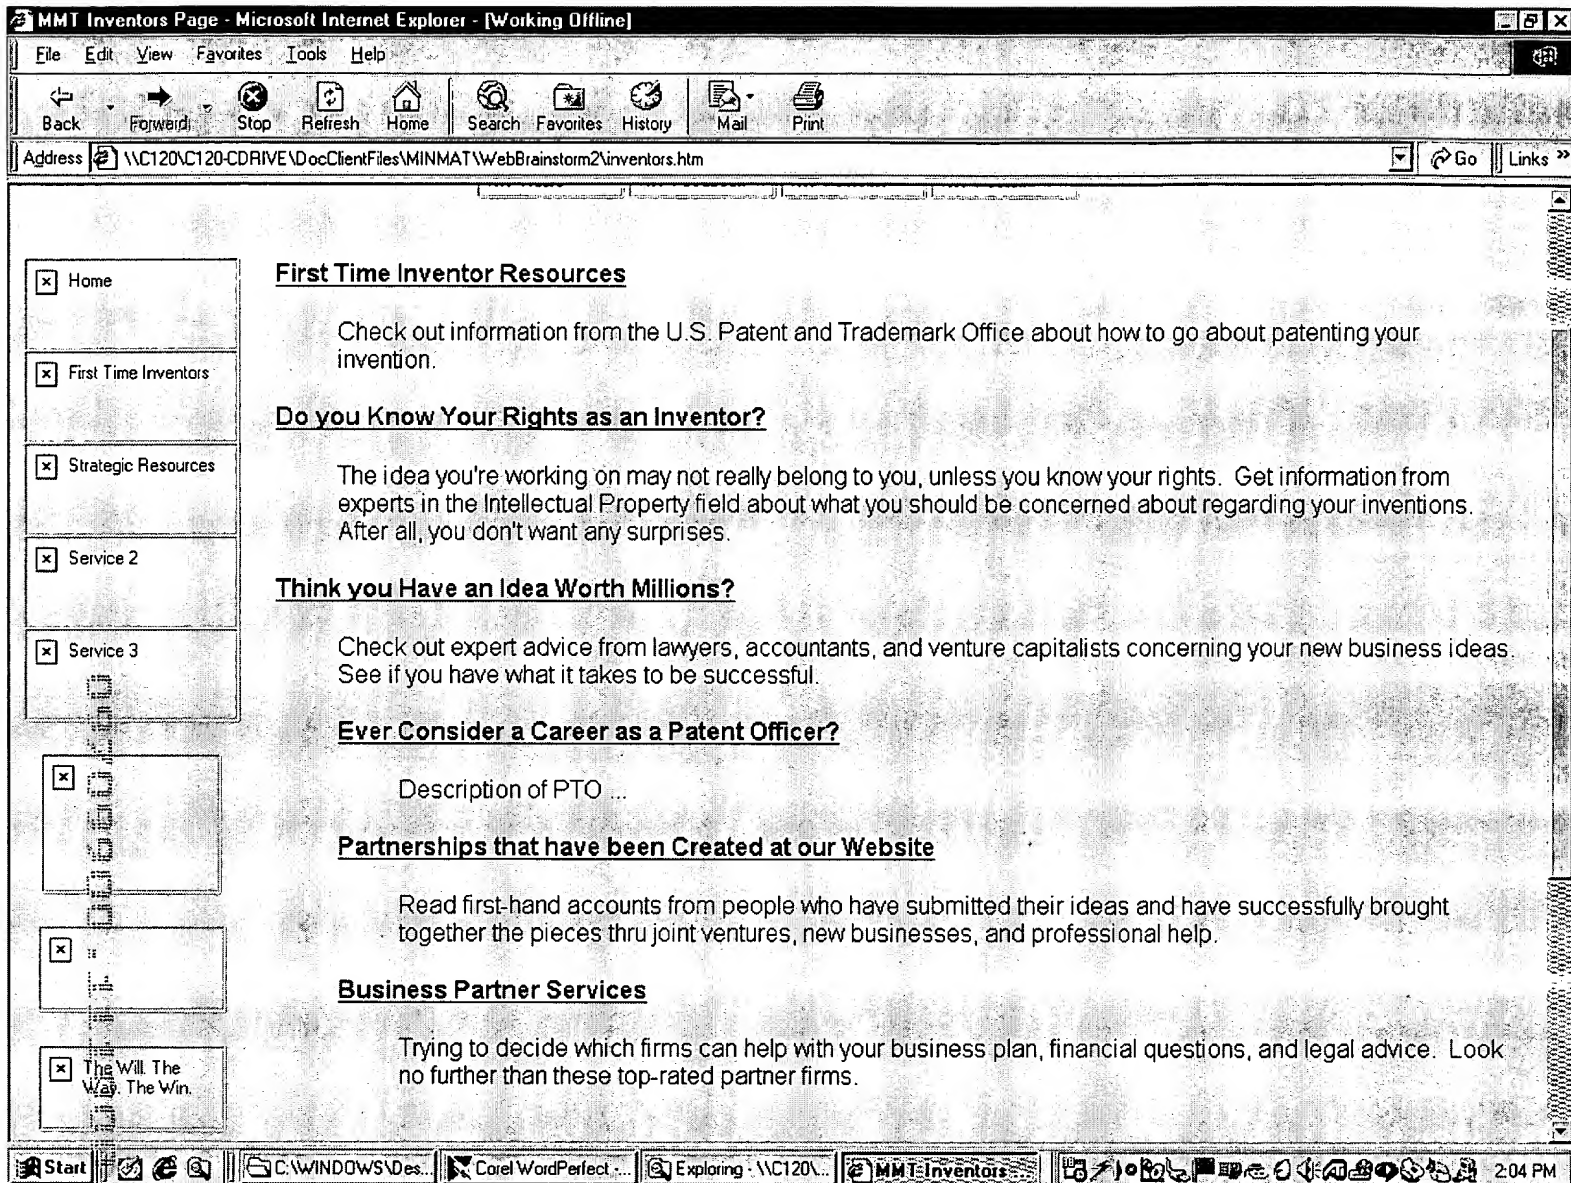 MMT Inventors Page - Microsoft Internet Explorer - [Working Offline]
File Edit View Favorites Tools Help
Back Forward Stop Refresh Home Search Favorites History Mail Print
Address \\C120\C120-CDRIVE\DocClientFiles\MINMAT\WebBrainstorm2\inventors.htm Go Links »
Home
First Time Inventors
Strategic Resources
Service 2
Service 3
The Will. The
Way. The Win.
First Time Inventor Resources
Check out information from the U.S. Patent and Trademark Office about how to go about patenting your
invention.
Do you Know Your Rights as an Inventor?
The idea you're working on may not really belong to you, unless you know your rights. Get information from
experts in the Intellectual Property field about what you should be concerned about regarding your inventions.
After all, you don't want any surprises.
Think you Have an Idea Worth Millions?
Check out expert advice from lawyers, accountants, and venture capitalists concerning your new business ideas.
See if you have what it takes to be successful.
Ever Consider a Career as a Patent Officer?
Description of PTO ...
Partnerships that have been Created at our Website
Read first-hand accounts from people who have submitted their ideas and have successfully brought
together the pieces thru joint ventures, new businesses, and professional help.
Business Partner Services
Trying to decide which firms can help with your business plan, financial questions, and legal advice. Look
no further than these top-rated partner firms.
Start C:\WINDOWS\Des... Corel WordPerfect -... Exploring - \\C120\... MMT Inventors 2:04 PM